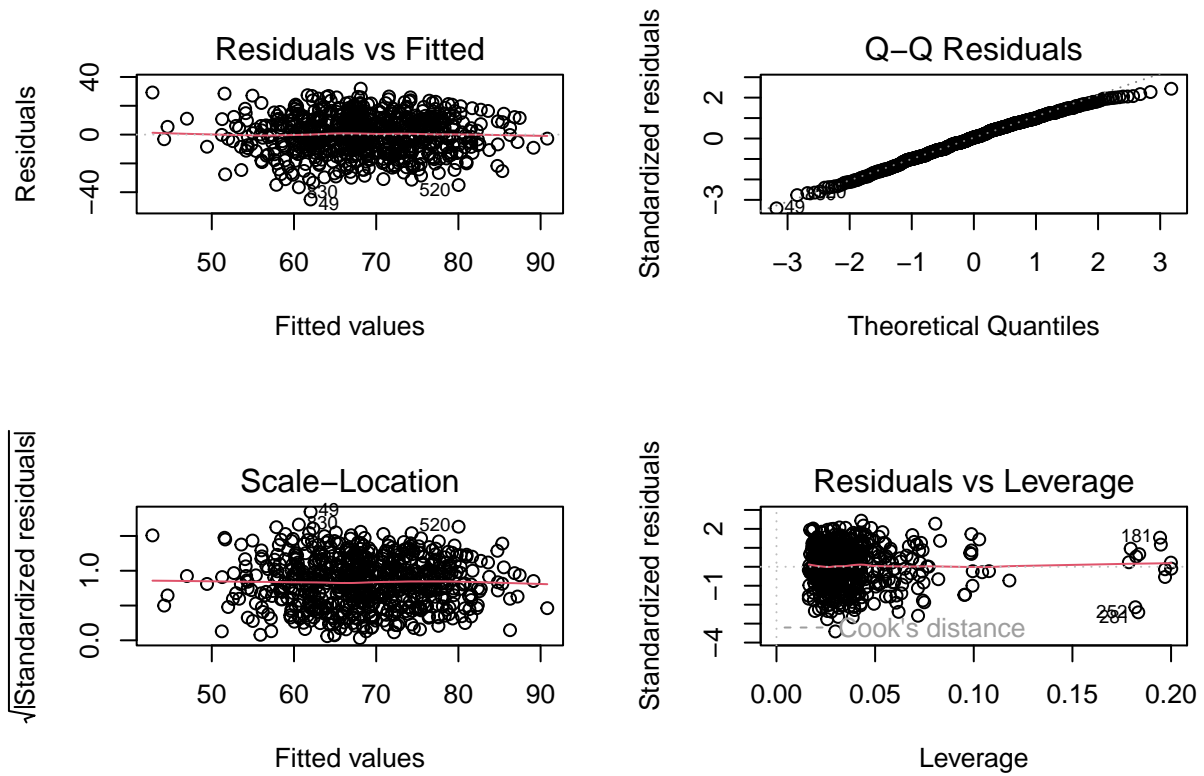 Residuals vs Fitted
Residuals
40
0
−40
330
49
520
50 60 70 80 90
Fitted values
Q−Q Residuals
Standardized residuals
2
0
−3
49
−3 −2 −1 0 1 2 3
Theoretical Quantiles
Scale−Location
√|Standardized residuals|
1.0
0.0
49
330
520
50 60 70 80 90
Fitted values
Residuals vs Leverage
Standardized residuals
2
−1
−4
181
252
281
Cook's distance
0.00 0.05 0.10 0.15 0.20
Leverage